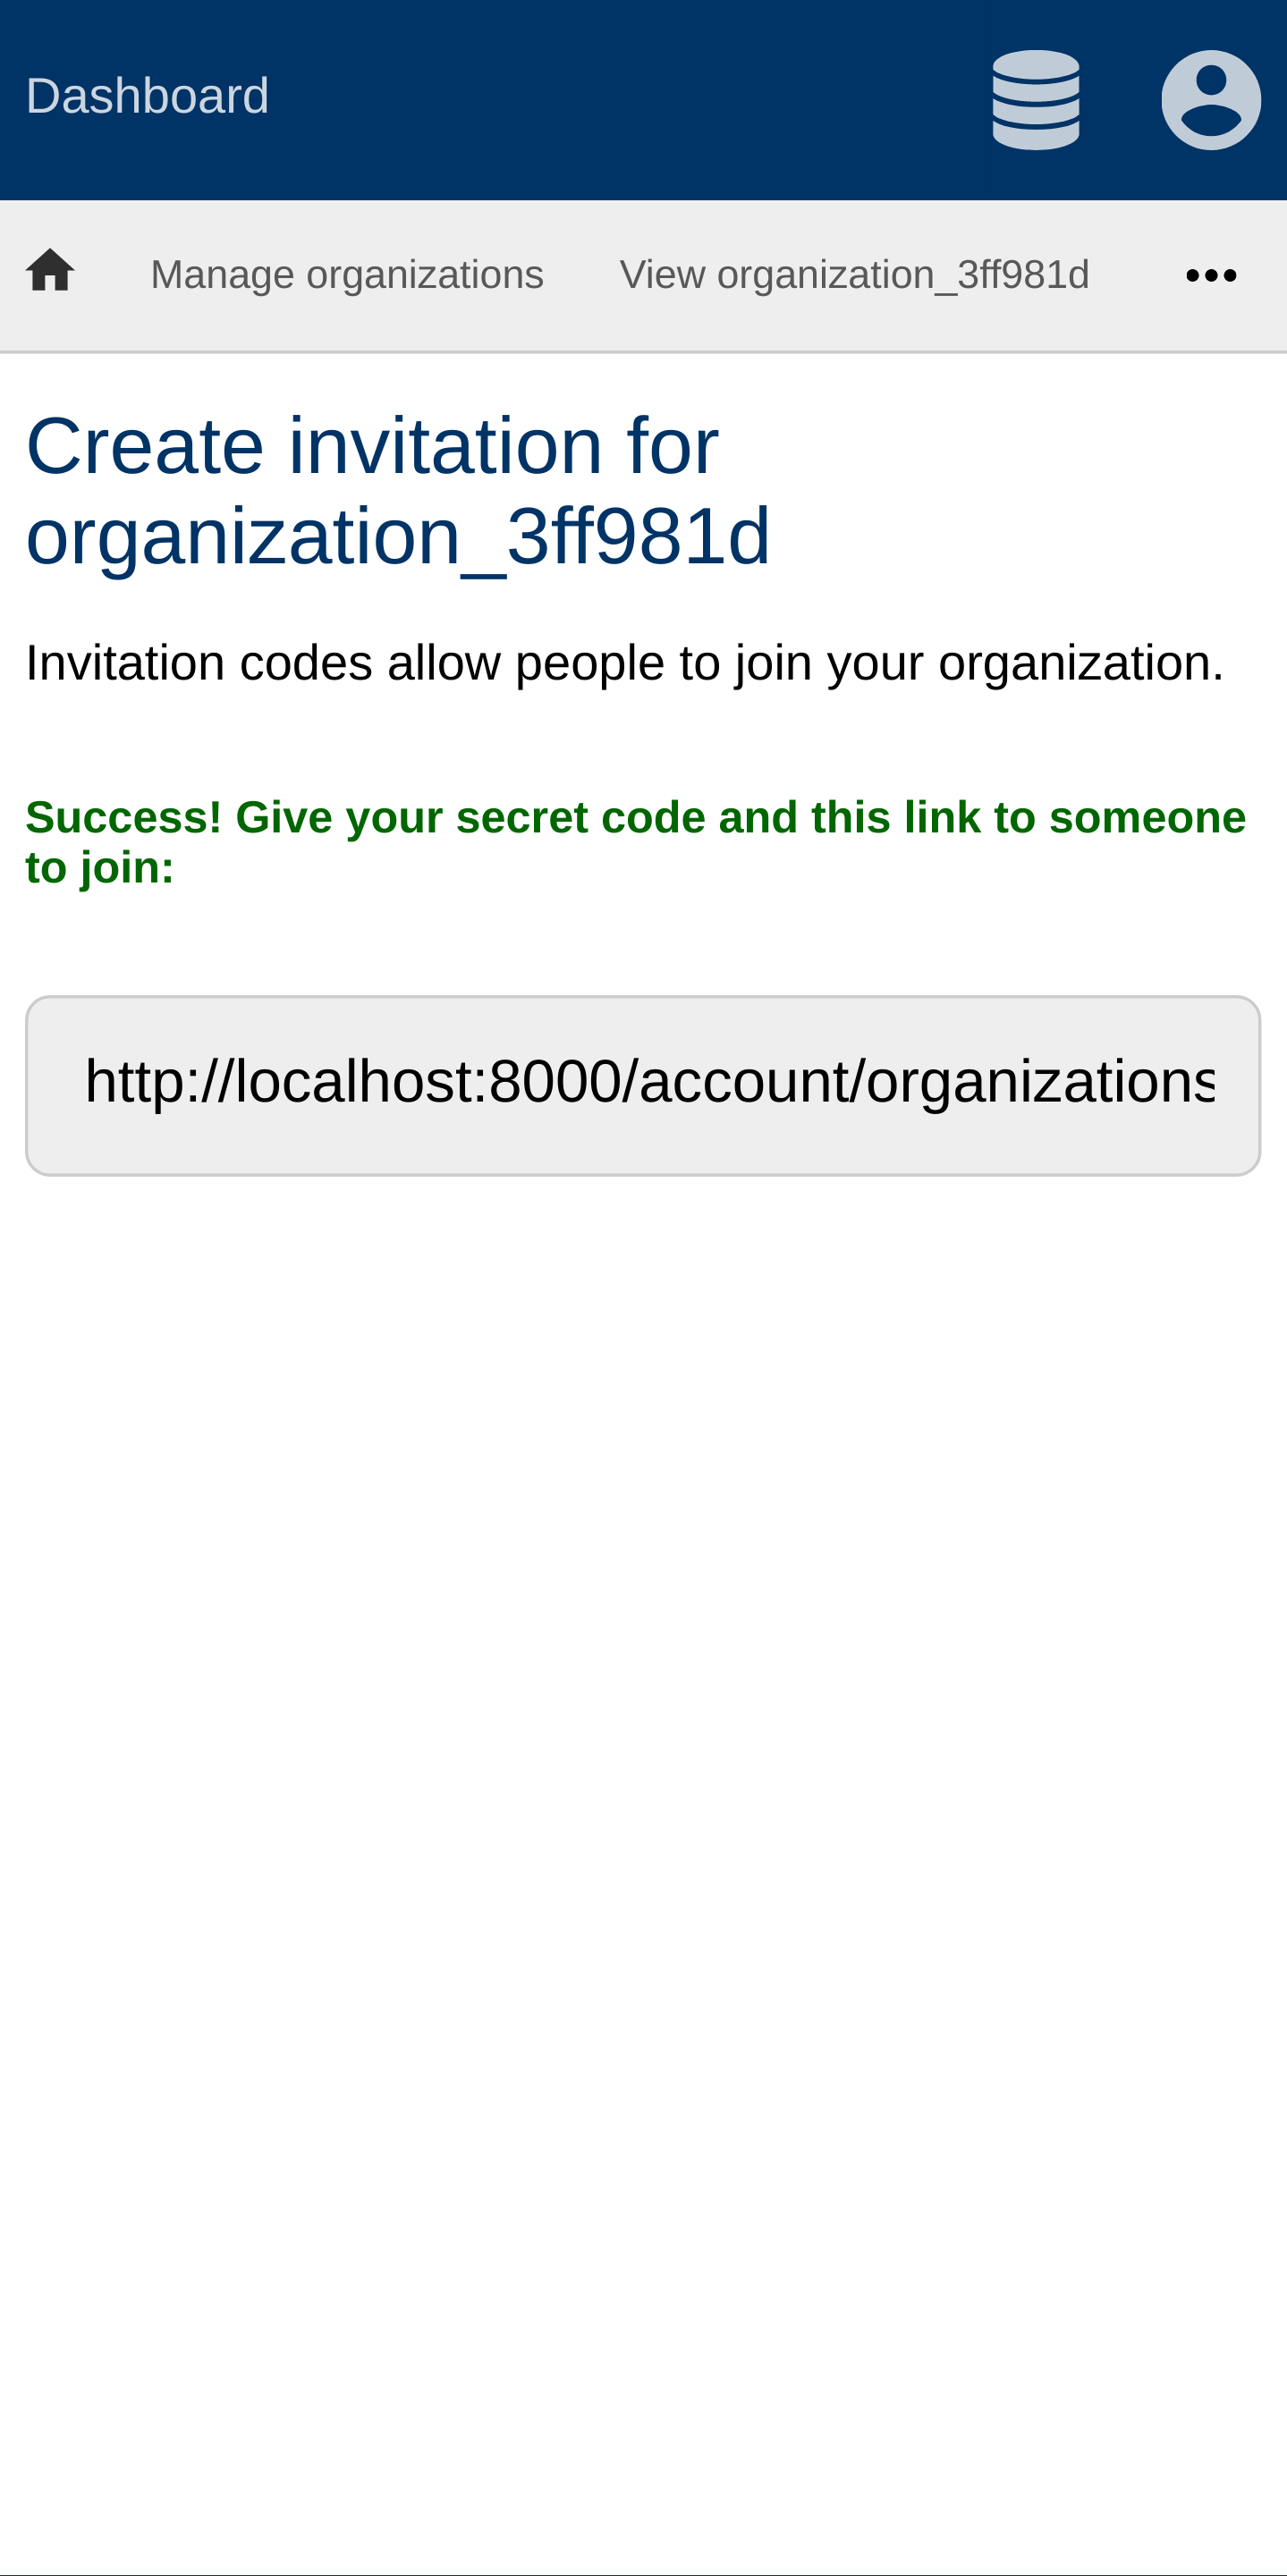 Dashboard
Manage organizations View organization_3ff981d
Create invitation for
organization_3ff981d
Invitation codes allow people to join your organization.
Success! Give your secret code and this link to someone
to join:
http://localhost:8000/account/organizations